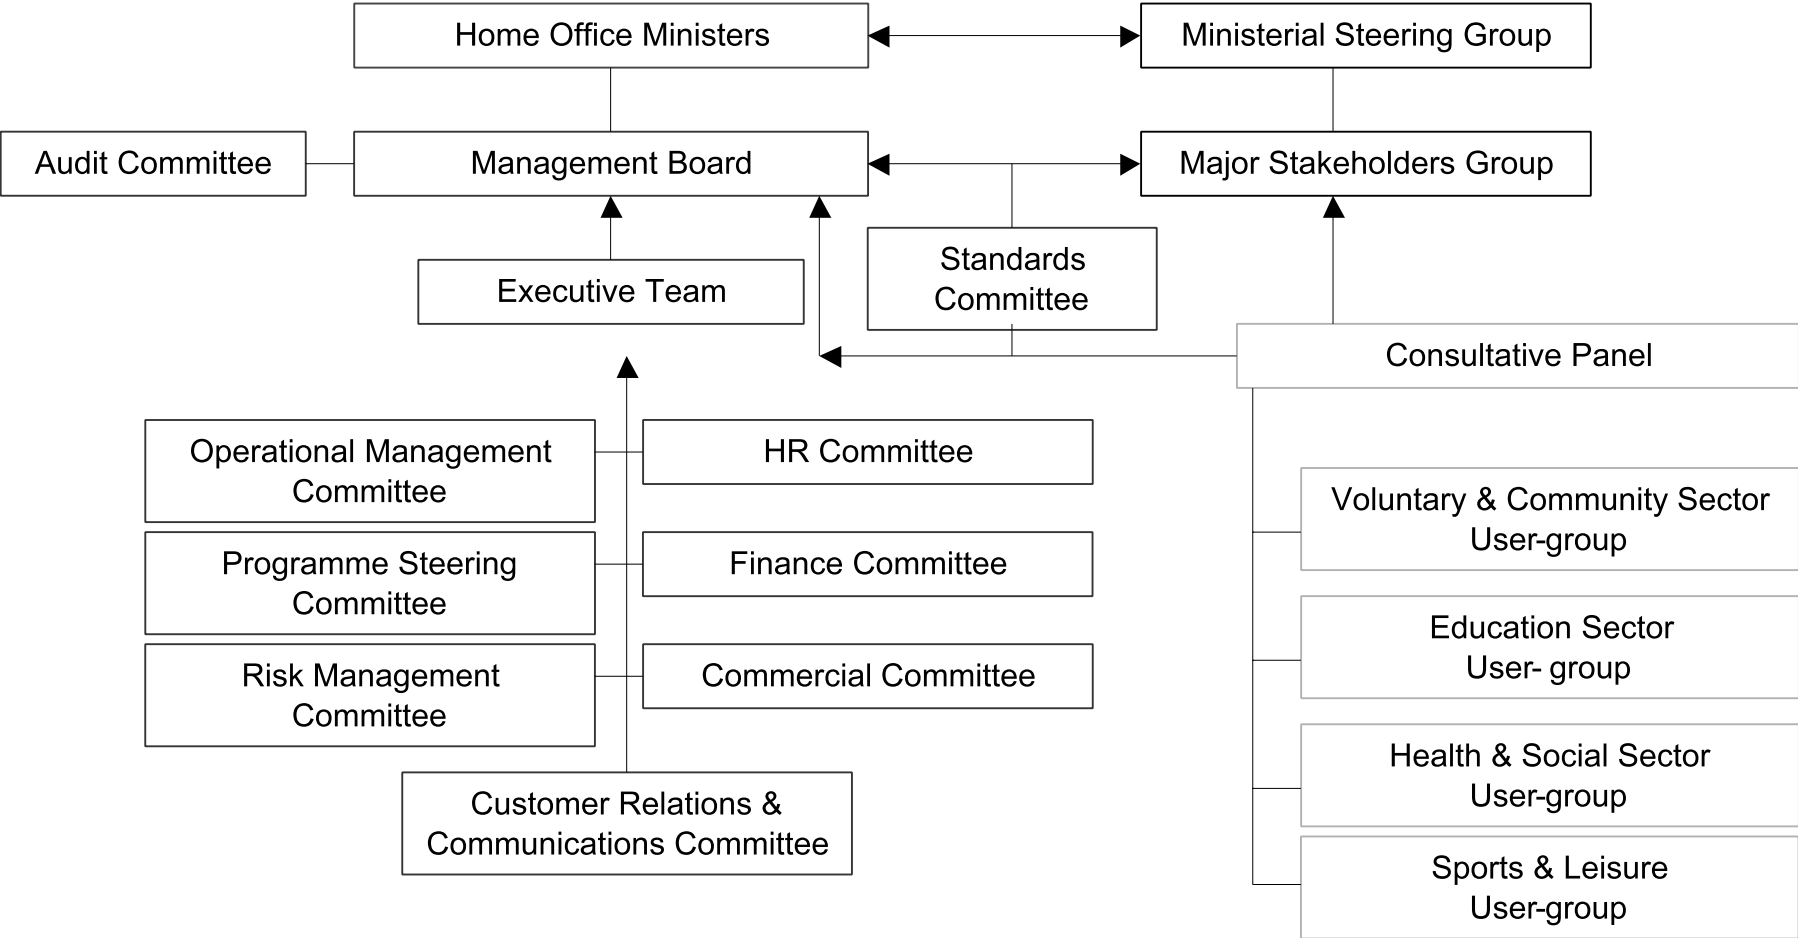 Home Office Ministers
Ministerial Steering Group
Audit Committee
Management Board
Major Stakeholders Group
Executive Team
Standards
Committee
Consultative Panel
Operational Management
Committee
HR Committee
Programme Steering
Committee
Finance Committee
Risk Management
Committee
Commercial Committee
Customer Relations &
Communications Committee
Voluntary & Community Sector
User-group
Education Sector
User- group
Health & Social Sector
User-group
Sports & Leisure
User-group